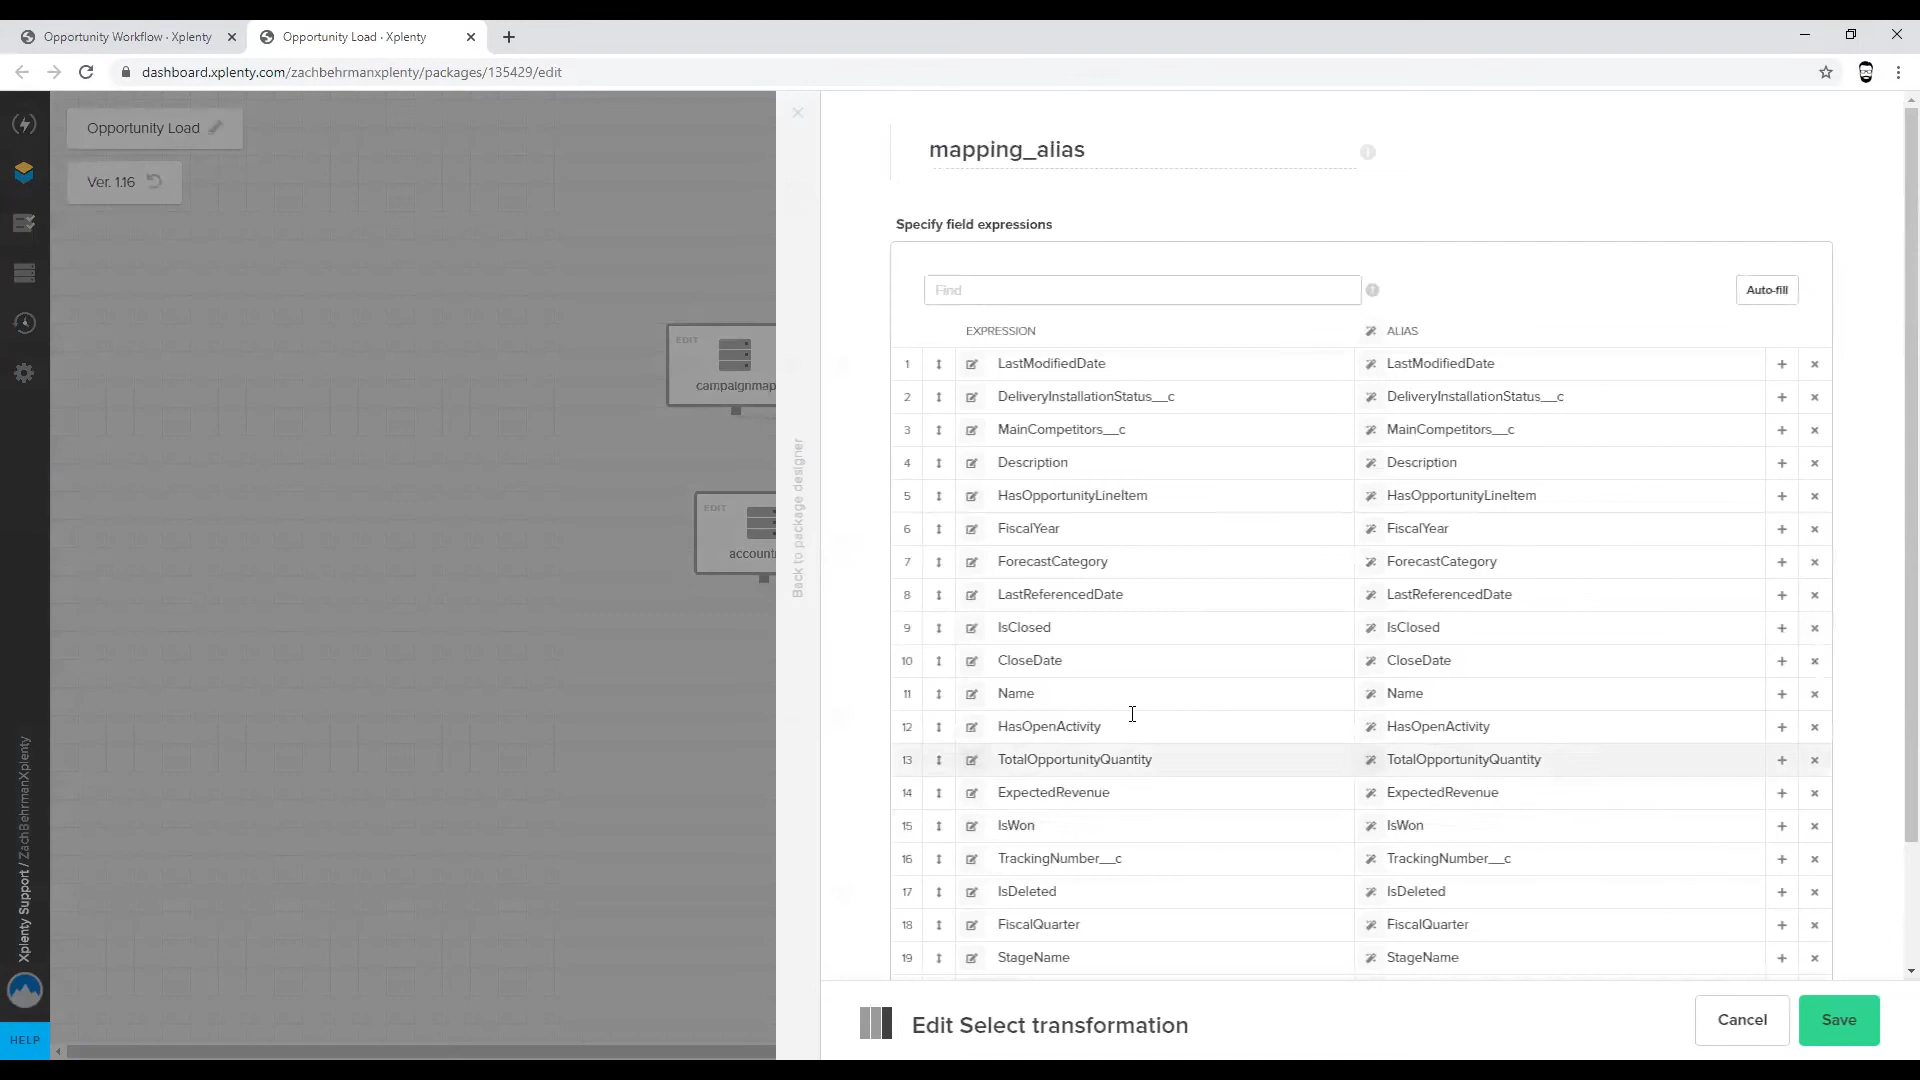 Opportunity Workflow · Xplenty
Opportunity Load · Xplenty
dashboard.xplenty.com/zachbehrmanxplenty/packages/135429/edit
Opportunity Load
Ver. 1.16
EDIT
campaignmap
EDIT
account
Back to package designer
Xplenty Support / ZachBehrmanXplenty
HELP
mapping_alias
Specify field expressions
Find
Auto-fill
EXPRESSION ALIAS
1 LastModifiedDate LastModifiedDate
2 DeliveryInstallationStatus__c DeliveryInstallationStatus__c
3 MainCompetitors__c MainCompetitors__c
4 Description Description
5 HasOpportunityLineItem HasOpportunityLineItem
6 FiscalYear FiscalYear
7 ForecastCategory ForecastCategory
8 LastReferencedDate LastReferencedDate
9 IsClosed IsClosed
10 CloseDate CloseDate
11 Name Name
12 HasOpenActivity HasOpenActivity
13 TotalOpportunityQuantity TotalOpportunityQuantity
14 ExpectedRevenue ExpectedRevenue
15 IsWon IsWon
16 TrackingNumber__c TrackingNumber__c
17 IsDeleted IsDeleted
18 FiscalQuarter FiscalQuarter
19 StageName StageName
Edit Select transformation
Cancel
Save